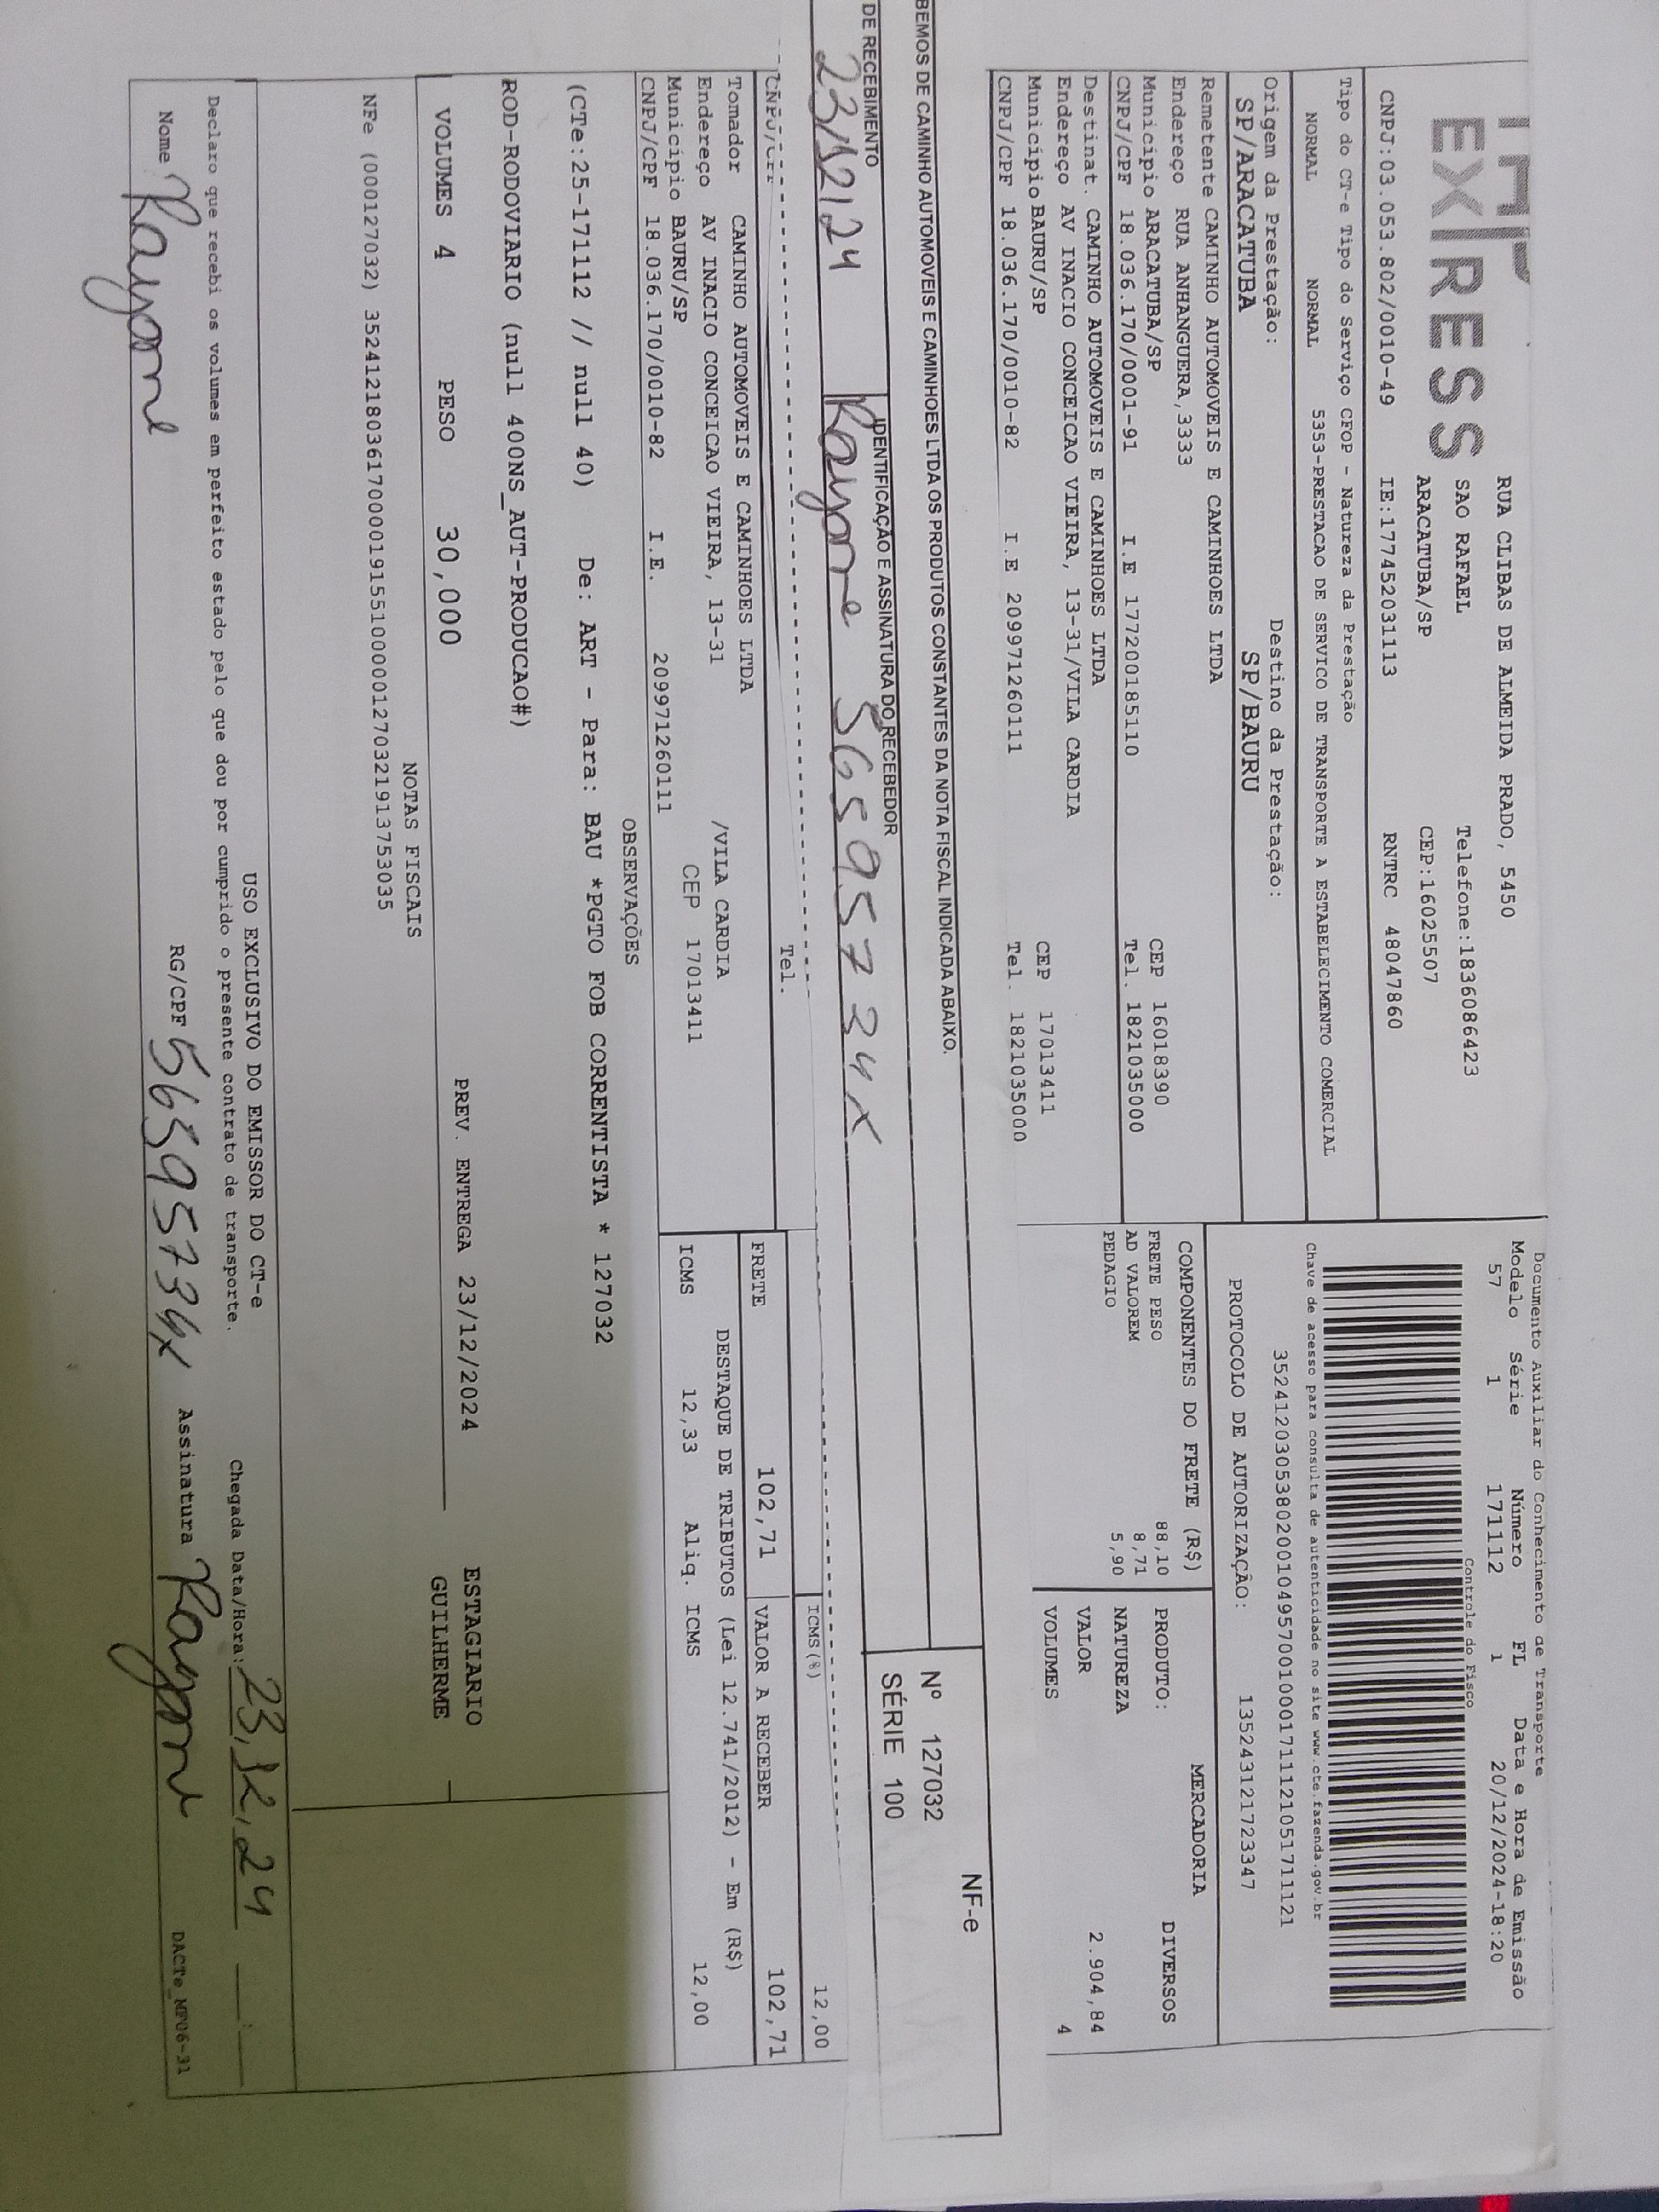 EXPRESS
RUA CLIBAS DE ALMEIDA PRADO, 5450
SAO RAFAEL Telefone:1836086423
ARACATUBA/SP CEP:16025507
CNPJ:03.053.802/0010-49 IE:177452031113 RNTRC 48047860
Documento Auxiliar do Conhecimento de Transporte
Modelo Série Número FL Data e Hora de Emissão
57 1 171112 1 20/12/2024-18:20
Controle do Fisco
Tipo do CT-e Tipo do Serviço CFOP - Natureza da Prestação
NORMAL NORMAL 5353-PRESTACAO DE SERVICO DE TRANSPORTE A ESTABELECIMENTO COMERCIAL
Chave de acesso para consulta de autenticidade no site www.cte.fazenda.gov.br
35241203053802001049570010001711121051711121
Origem da Prestação: Destino da Prestação:
SP/ARACATUBA SP/BAURU
PROTOCOLO DE AUTORIZAÇÃO: 135243121723347
Remetente CAMINHO AUTOMOVEIS E CAMINHOES LTDA
Endereço RUA ANHANGUERA,3333
Municipio ARACATUBA/SP CEP 16018390
CNPJ/CPF 18.036.170/0001-91 I.E 177200185110 Tel. 1821035000
Destinat. CAMINHO AUTOMOVEIS E CAMINHOES LTDA
Endereço AV INACIO CONCEICAO VIEIRA, 13-31/VILA CARDIA
Município BAURU/SP CEP 17013411
CNPJ/CPF 18.036.170/0010-82 I.E 209971260111 Tel. 1821035000
COMPONENTES DO FRETE (R$)
FRETE PESO 88,10
AD VALOREM 8,71
PEDAGIO 5,90
MERCADORIA
PRODUTO: DIVERSOS
NATUREZA
VALOR 2.904,84
VOLUMES 4
BEMOS DE CAMINHO AUTOMOVEIS E CAMINHOES LTDA OS PRODUTOS CONSTANTES DA NOTA FISCAL INDICADA ABAIXO.
NF-e
Nº 127032
SÉRIE 100
DE RECEBIMENTO IDENTIFICAÇÃO E ASSINATURA DO RECEBEDOR
23/12/24 Rayane 56595734X
CNPJ/CPF Tel.
ICMS(%) 12,00
Tomador CAMINHO AUTOMOVEIS E CAMINHOES LTDA
Endereço AV INACIO CONCEICAO VIEIRA, 13-31 /VILA CARDIA
Municipio BAURU/SP CEP 17013411
CNPJ/CPF 18.036.170/0010-82 I.E. 209971260111
FRETE 102,71 VALOR A RECEBER 102,71
DESTAQUE DE TRIBUTOS (Lei 12.741/2012) - Em (R$)
ICMS 12,33 Aliq. ICMS 12,00
OBSERVAÇÕES
(CTe:25-171112 // null 40) De: ART - Para: BAU *PGTO FOB CORRENTISTA * 127032
ROD-RODOVIARIO (null 400NS_AUT-PRODUCAO#)
VOLUMES 4 PESO 30,000 PREV. ENTREGA 23/12/2024
ESTAGIARIO
GUILHERME
NOTAS FISCAIS
NFe (000127032) 35241218036170000191551000001270321913753035
USO EXCLUSIVO DO EMISSOR DO CT-e
Declaro que recebi os volumes em perfeito estado pelo que dou por cumprido o presente contrato de transporte.
Chegada Data/Hora: 23,12,24 :
Nome Rayane RG/CPF 56595734X Assinatura Rayane
DACTe_MP06-31